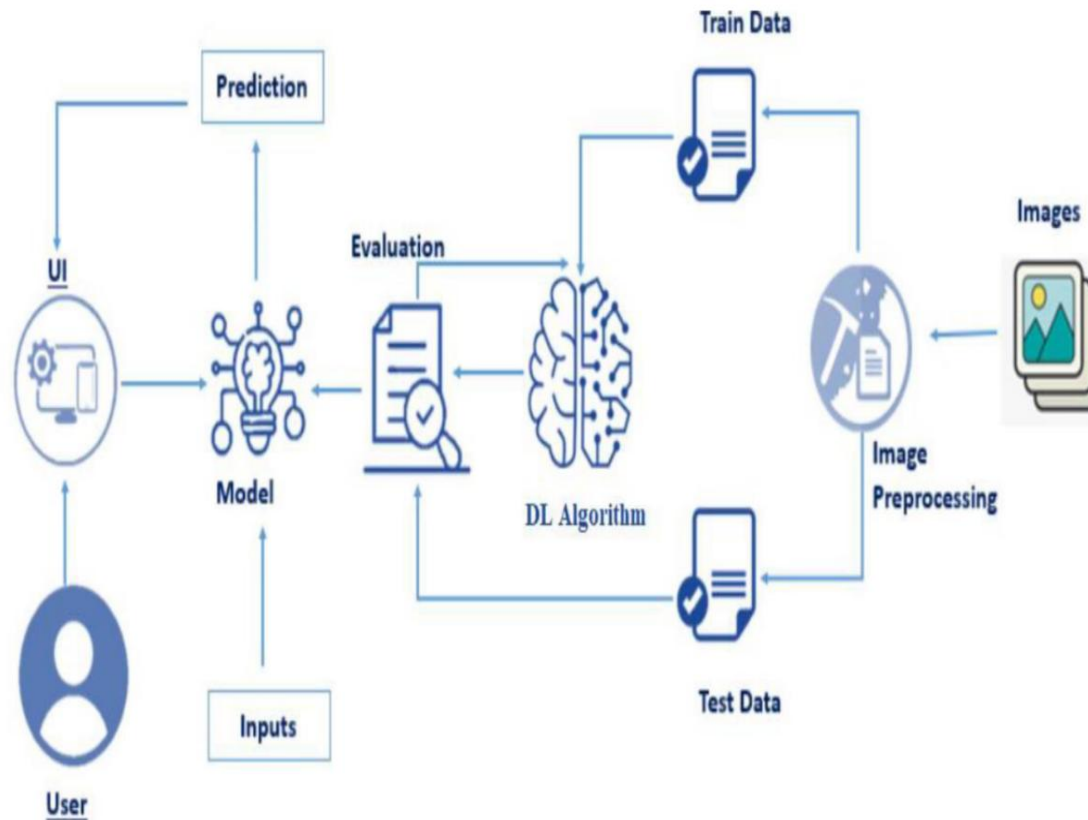 Train Data
Prediction
Images
Evaluation
UI
Image
Preprocessing
Model
DL Algorithm
Test Data
Inputs
User